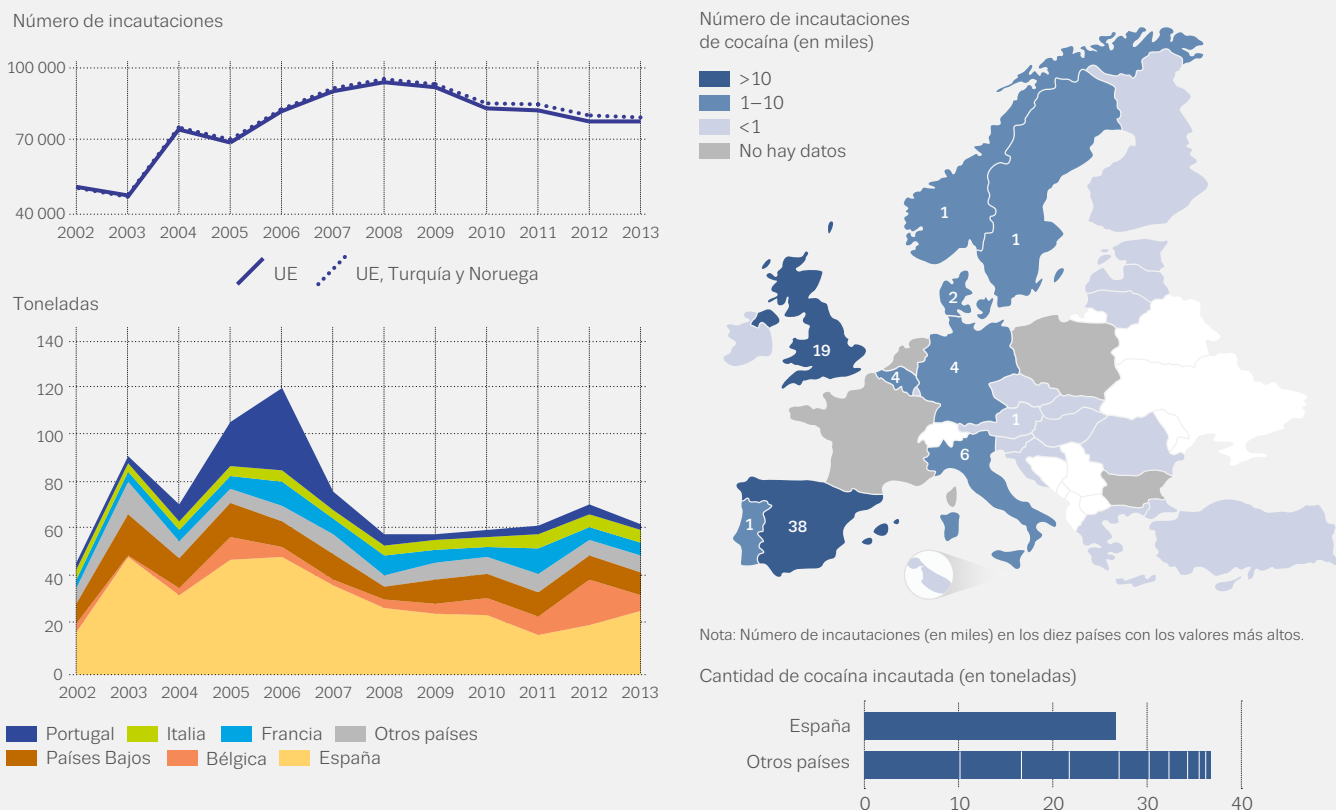 Número de incautaciones
100 000
70 000
40 000
2002 2003 2004 2005 2006 2007 2008 2009 2010 2011 2012 2013
UE UE, Turquía y Noruega
Toneladas
140
120
100
80
60
40
20
0
2002 2003 2004 2005 2006 2007 2008 2009 2010 2011 2012 2013
Portugal Italia Francia Otros países
Países Bajos Bélgica España
Número de incautaciones
de cocaína (en miles)
>10
1–10
<1
No hay datos
1
1
2
19
4
4
1
6
1
38
Nota: Número de incautaciones (en miles) en los diez países con los valores más altos.
Cantidad de cocaína incautada (en toneladas)
España
Otros países
0 10 20 30 40